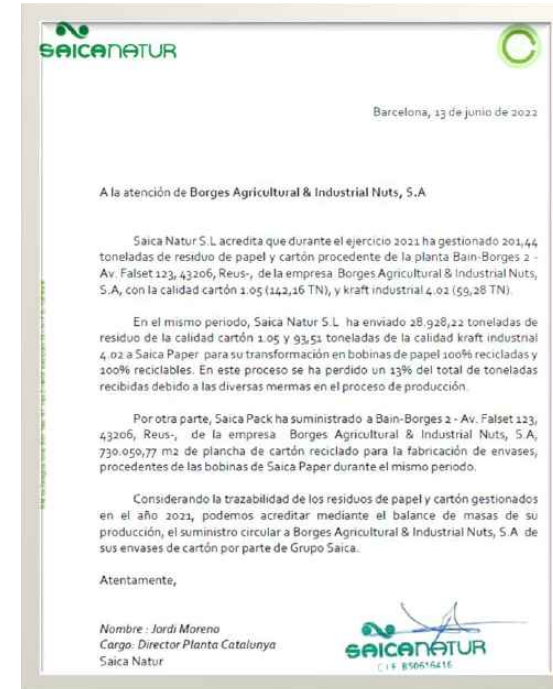 SAICANATUR
Barcelona, 13 de junio de 2022
A la atención de Borges Agricultural & Industrial Nuts, S.A
Saica Natur S.L acredita que durante el ejercicio 2021 ha gestionado 201,44
toneladas de residuo de papel y cartón procedente de la planta Bain-Borges 2 -
Av. Falset 123, 43206, Reus-, de la empresa Borges Agricultural & Industrial Nuts,
S.A, con la calidad cartón 1.05 (142,16 TN), y kraft industrial 4.02 (59,28 TN).
En el mismo periodo, Saica Natur S.L ha enviado 28.928,22 toneladas de
residuo de la calidad cartón 1.05 y 93,51 toneladas de la calidad kraft industrial
4.02 a Saica Paper para su transformación en bobinas de papel 100% recicladas y
100% reciclables. En este proceso se ha perdido un 13% del total de toneladas
recibidas debido a las diversas mermas en el proceso de producción.
Por otra parte, Saica Pack ha suministrado a Bain-Borges 2 - Av. Falset 123,
43206, Reus-, de la empresa Borges Agricultural & Industrial Nuts, S.A,
730.050,77 m2 de plancha de cartón reciclado para la fabricación de envases,
procedentes de las bobinas de Saica Paper durante el mismo periodo.
Considerando la trazabilidad de los residuos de papel y cartón gestionados
en el año 2021, podemos acreditar mediante el balance de masas de su
producción, el suministro circular a Borges Agricultural & Industrial Nuts, S.A de
sus envases de cartón por parte de Grupo Saica.
Atentamente,
Nombre : Jordi Moreno
Cargo: Director Planta Catalunya
Saica Natur
SAICANATUR
CIF B50616416